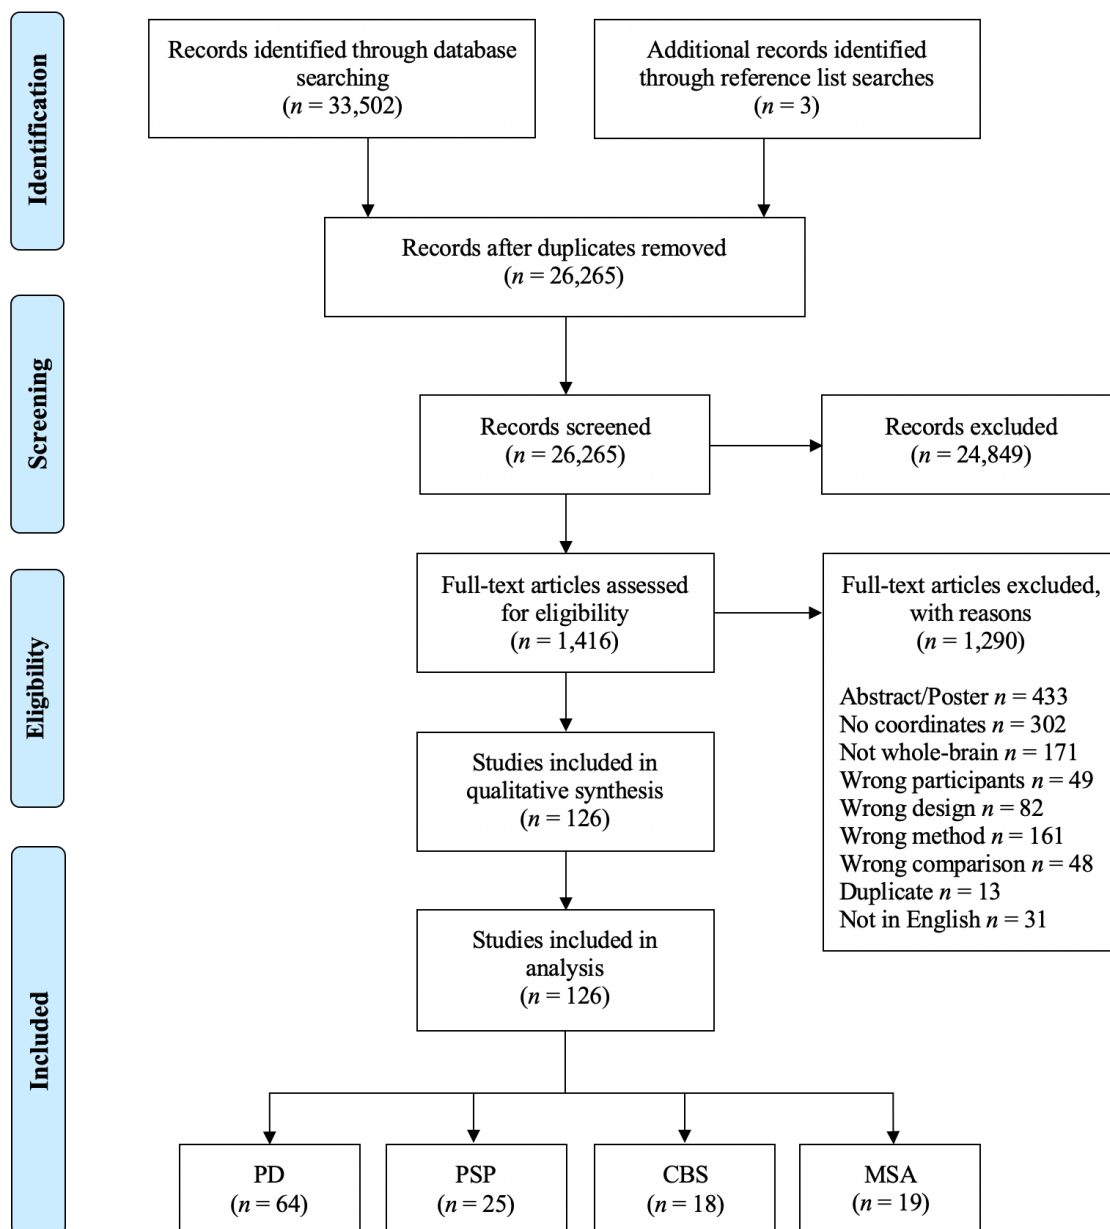 Identification
Records identified through database
searching
(n = 33,502)
Additional records identified
through reference list searches
(n = 3)
Records after duplicates removed
(n = 26,265)
Screening
Records screened
(n = 26,265)
Records excluded
(n = 24,849)
Eligibility
Full-text articles assessed
for eligibility
(n = 1,416)
Full-text articles excluded,
with reasons
(n = 1,290)
Abstract/Poster n = 433
No coordinates n = 302
Not whole-brain n = 171
Wrong participants n = 49
Wrong design n = 82
Wrong method n = 161
Wrong comparison n = 48
Duplicate n = 13
Not in English n = 31
Studies included in
qualitative synthesis
(n = 126)
Included
Studies included in
analysis
(n = 126)
PD
(n = 64)
PSP
(n = 25)
CBS
(n = 18)
MSA
(n = 19)